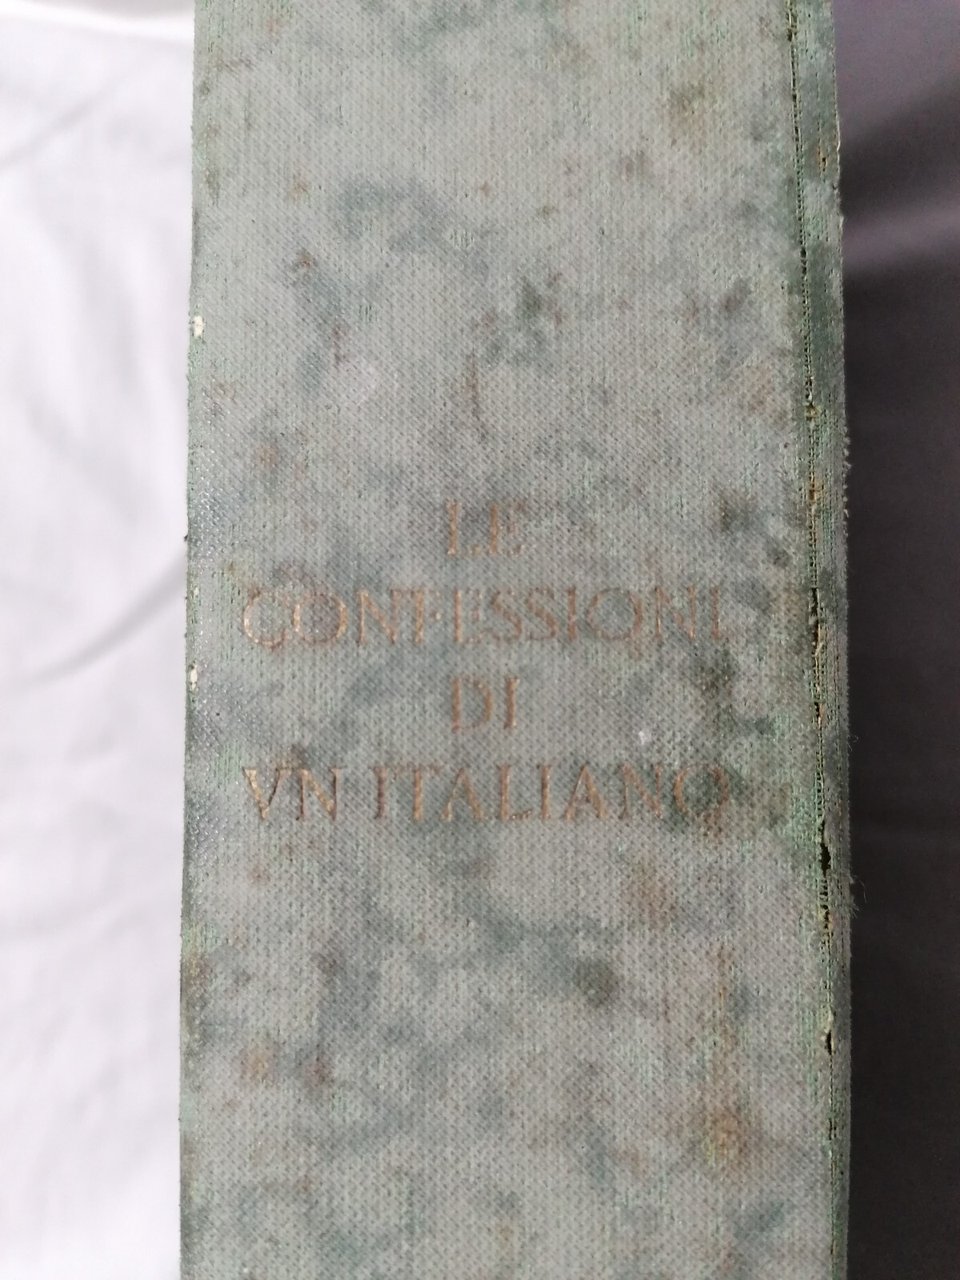 LE
CONFESSIONI
DI
VN ITALIANO